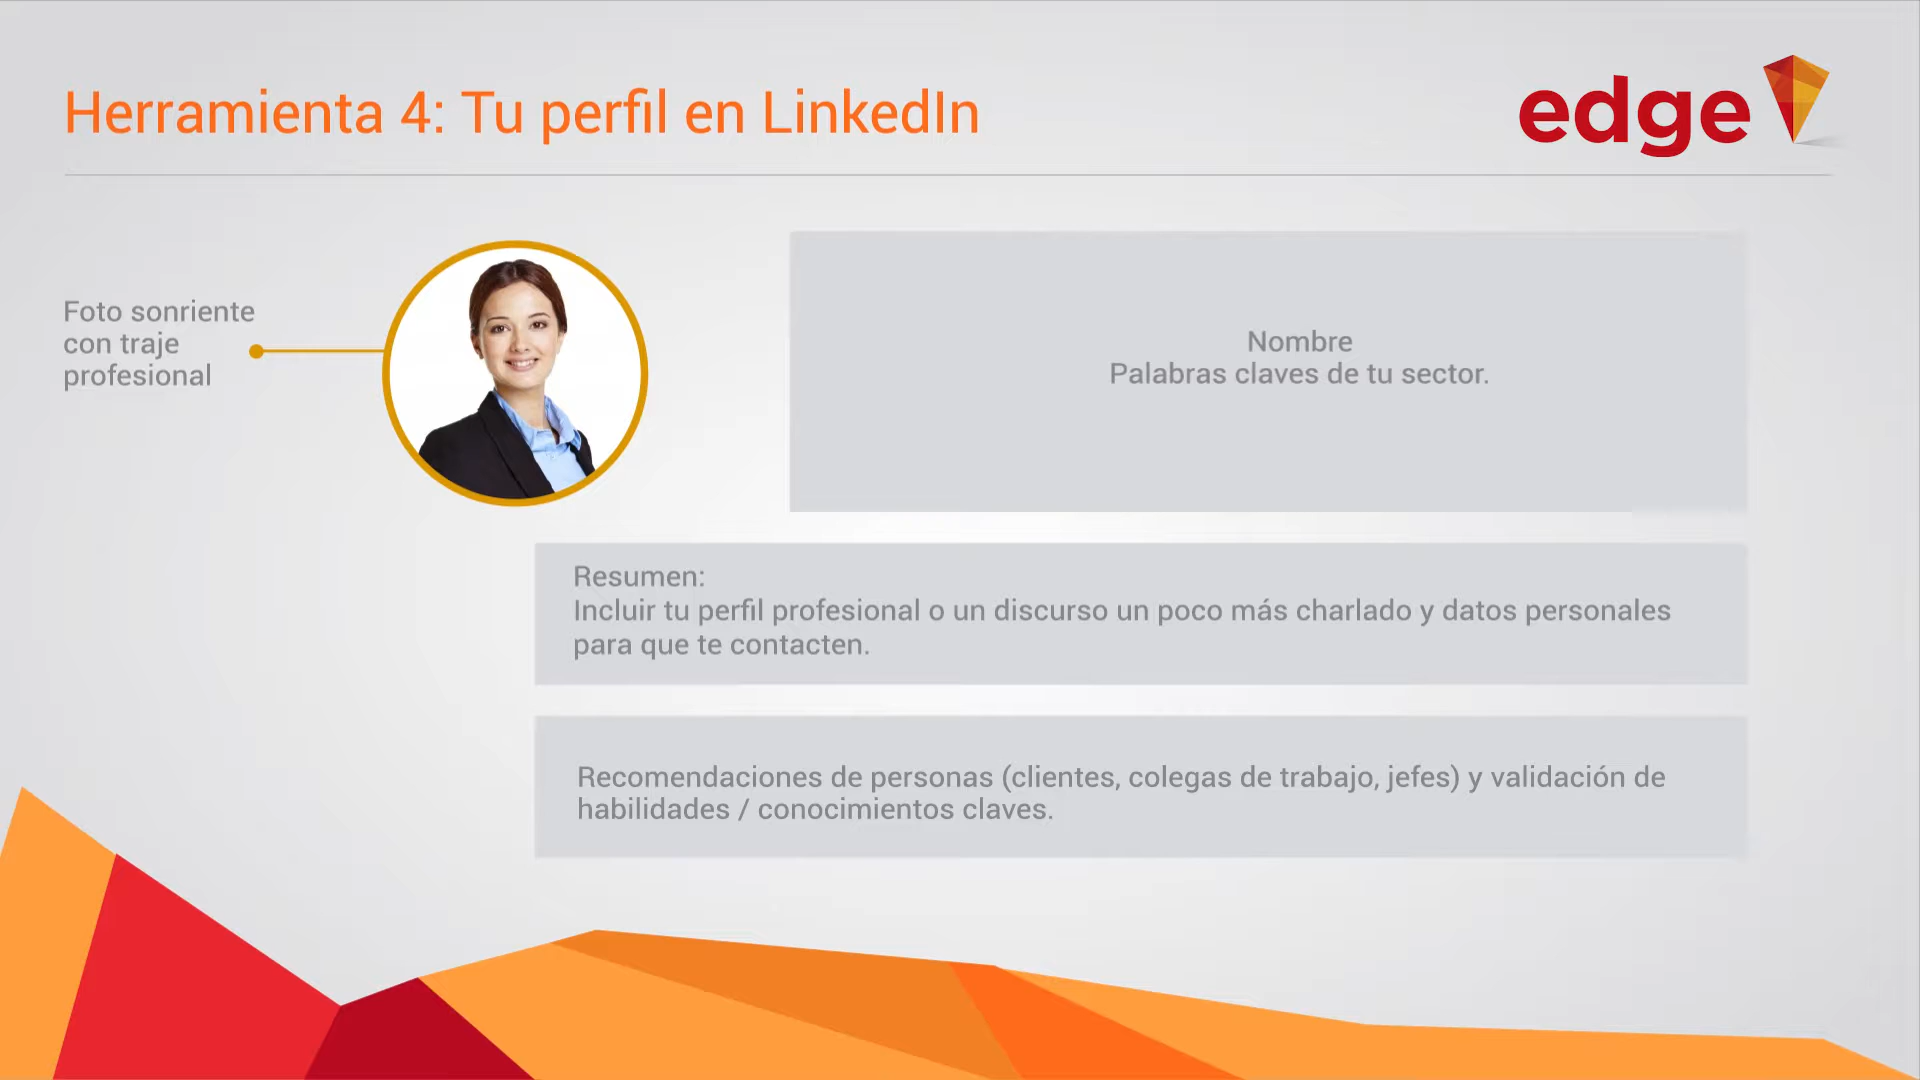 Herramienta 4: Tu perfil en LinkedIn
edge
Foto sonriente
con traje
profesional
Nombre
Palabras claves de tu sector.
Resumen:
Incluir tu perfil profesional o un discurso un poco más charlado y datos personales
para que te contacten.
Recomendaciones de personas (clientes, colegas de trabajo, jefes) y validación de
habilidades / conocimientos claves.